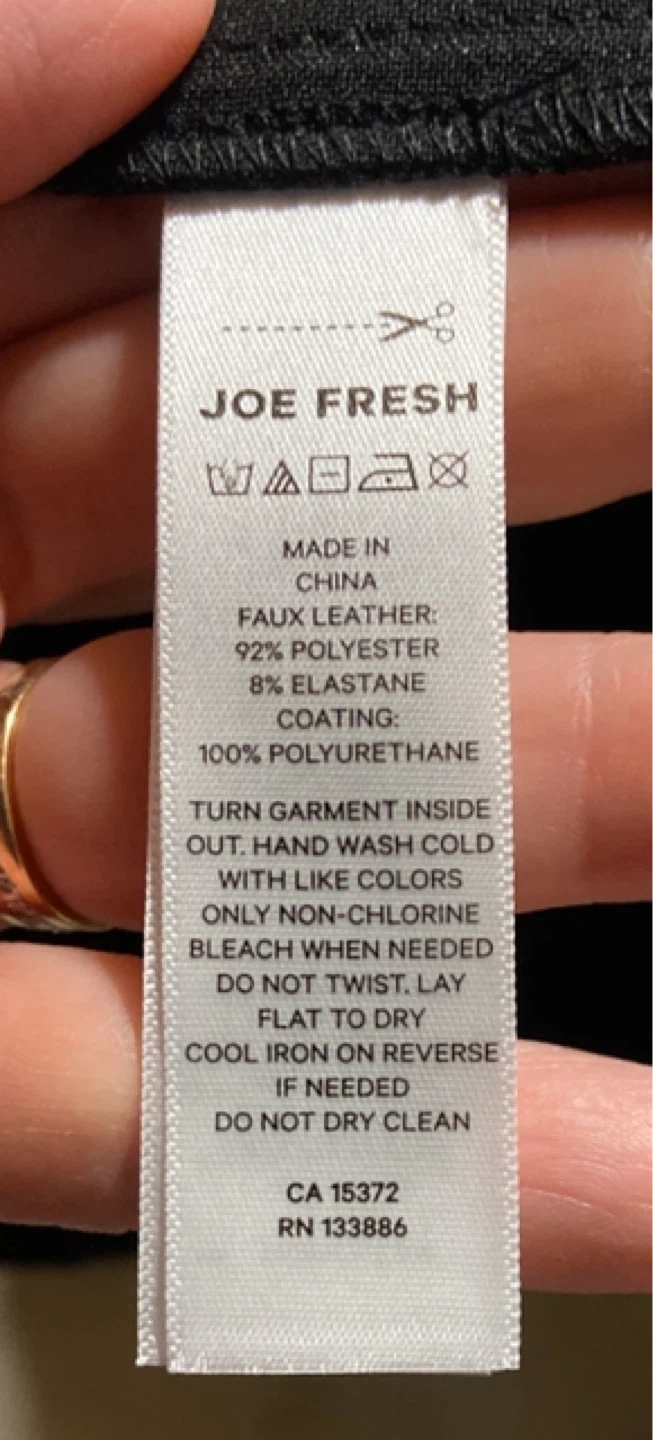 JOE FRESH
MADE IN
CHINA
FAUX LEATHER:
92% POLYESTER
8% ELASTANE
COATING:
100% POLYURETHANE
TURN GARMENT INSIDE
OUT. HAND WASH COLD
WITH LIKE COLORS
ONLY NON-CHLORINE
BLEACH WHEN NEEDED
DO NOT TWIST. LAY
FLAT TO DRY
COOL IRON ON REVERSE
IF NEEDED
DO NOT DRY CLEAN
CA 15372
RN 133886